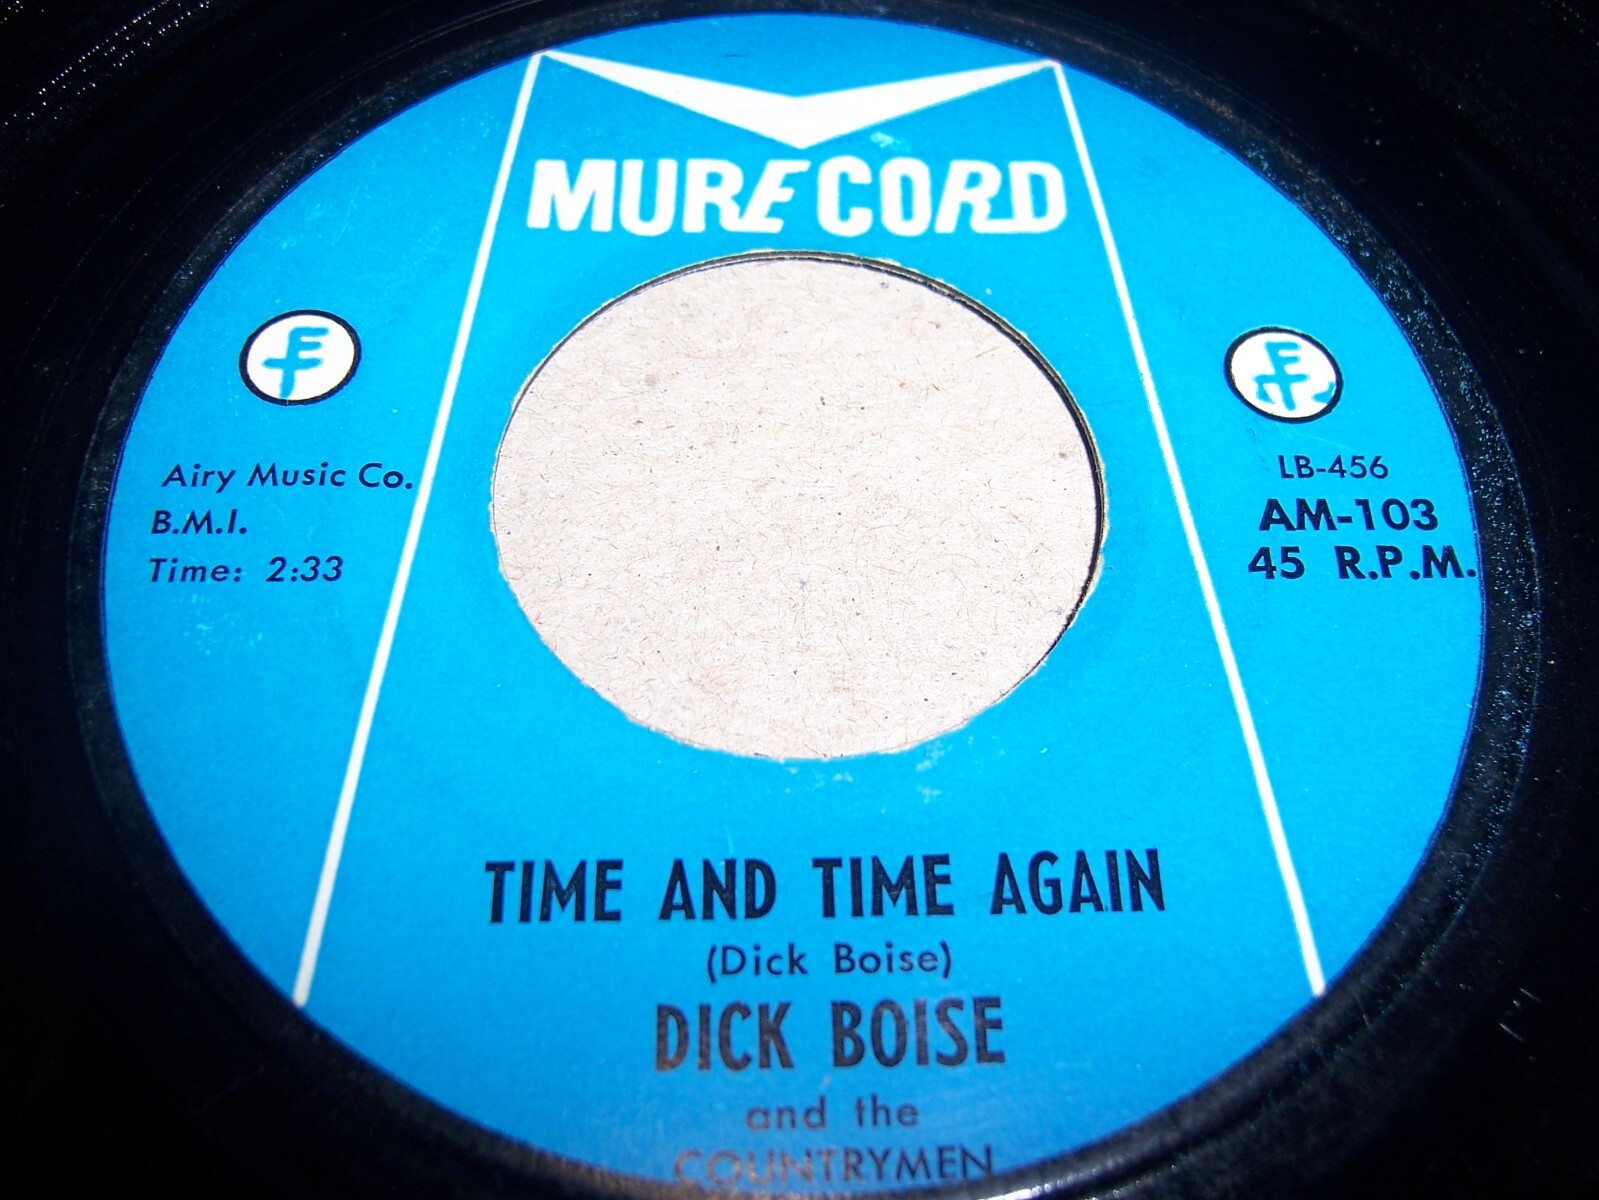 MURECORD
Airy Music Co.
B.M.I.
Time: 2:33
LB-456
AM-103
45 R.P.M.
TIME AND TIME AGAIN
(Dick Boise)
DICK BOISE
and the
COUNTRYMEN